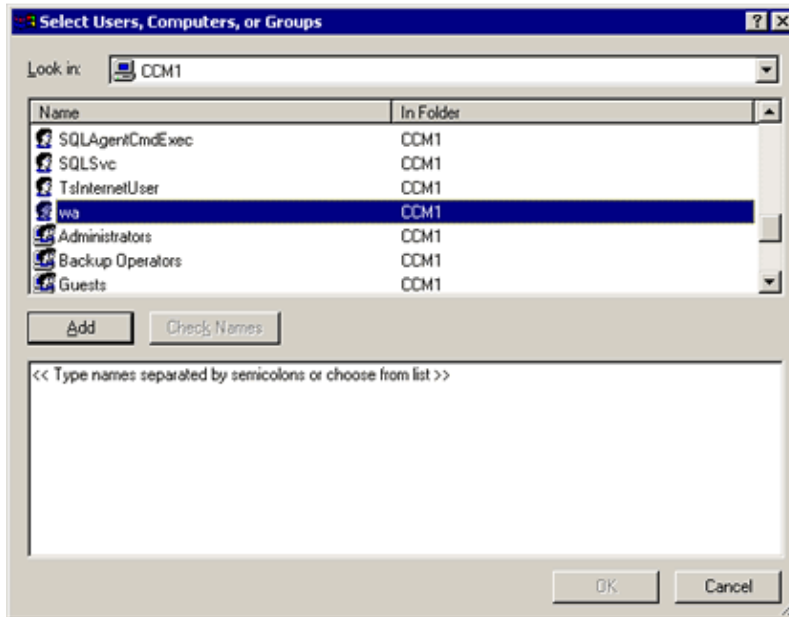 Select Users, Computers, or Groups
Look in: CCM1
Name In Folder
SQLAgentCmdExec CCM1
SQLSvc CCM1
TsInternetUser CCM1
wa CCM1
Administrators CCM1
Backup Operators CCM1
Guests CCM1
Add Check Names
<< Type names separated by semicolons or choose from list >>
OK Cancel